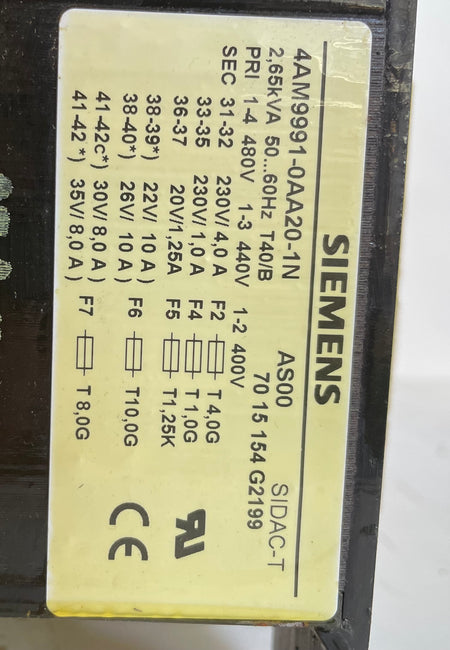 SIEMENS
4AM9991-0AA20-1N AS00 SIDAC-T
2,65kVA 50...60Hz T40/B 70 15 154 G2199
PRI 1-4 480V 1-3 440V 1-2 400V
SEC 31-32 230V/4,0 A F2 T 4,0G
33-35 230V/1,0 A F4 T 1,0G
36-37 20V/1,25A F5 T1,25K
38-39*) 22V/ 10 A )
38-40*) 26V/ 10 A ) F6 T10,0G
41-42c*) 30V/ 8,0 A )
41-42 *) 35V/ 8,0 A ) F7 T 8,0G
RU
CE